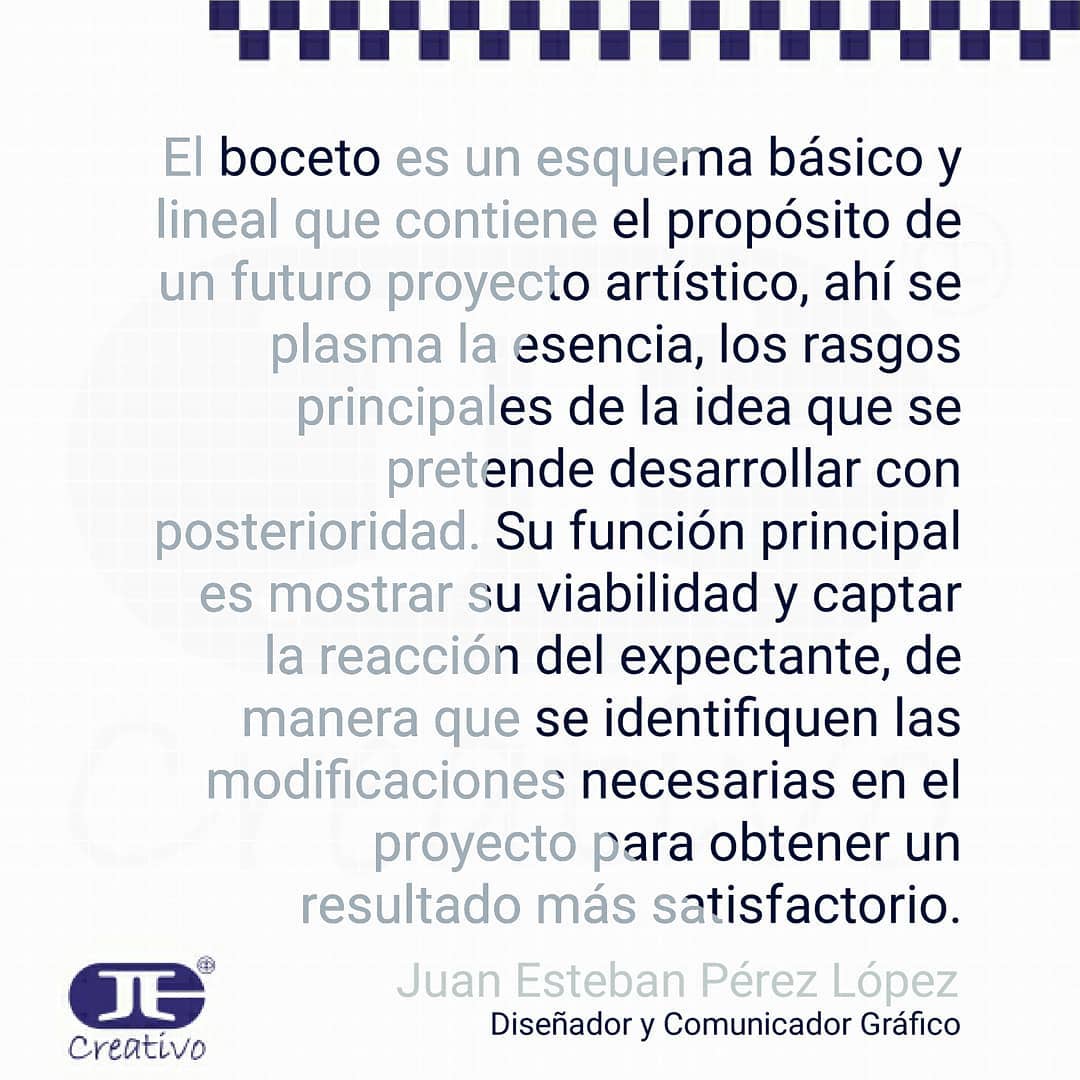 El boceto es un esquema básico y
lineal que contiene el propósito de
un futuro proyecto artístico, ahí se
plasma la esencia, los rasgos
principales de la idea que se
pretende desarrollar con
posterioridad. Su función principal
es mostrar su viabilidad y captar
la reacción del expectante, de
manera que se identifiquen las
modificaciones necesarias en el
proyecto para obtener un
resultado más satisfactorio.
Juan Esteban Pérez López
Diseñador y Comunicador Gráfico
Creativo